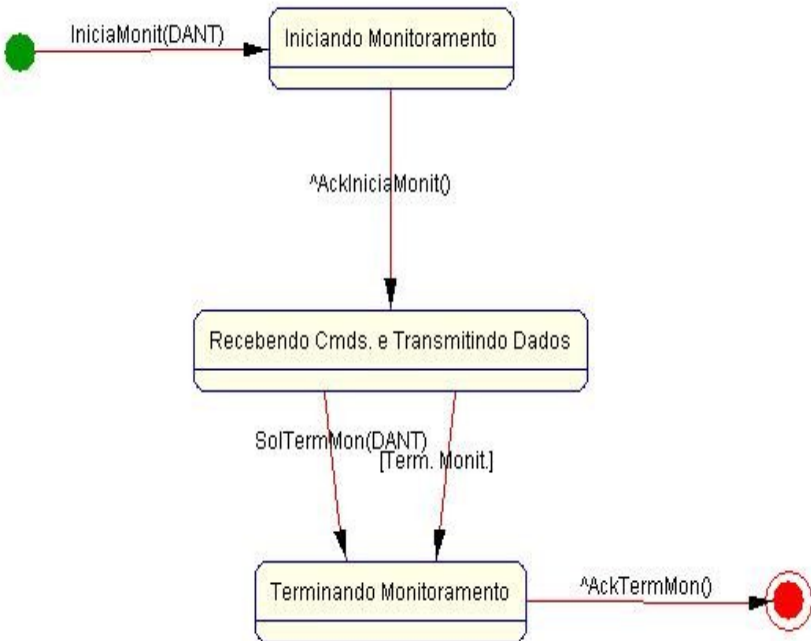 IniciaMonit(DANT)
Iniciando Monitoramento
^AckIniciaMonit()
Recebendo Cmds. e Transmitindo Dados
SolTermMon(DANT)
[Term. Monit.]
Terminando Monitoramento
^AckTermMon()